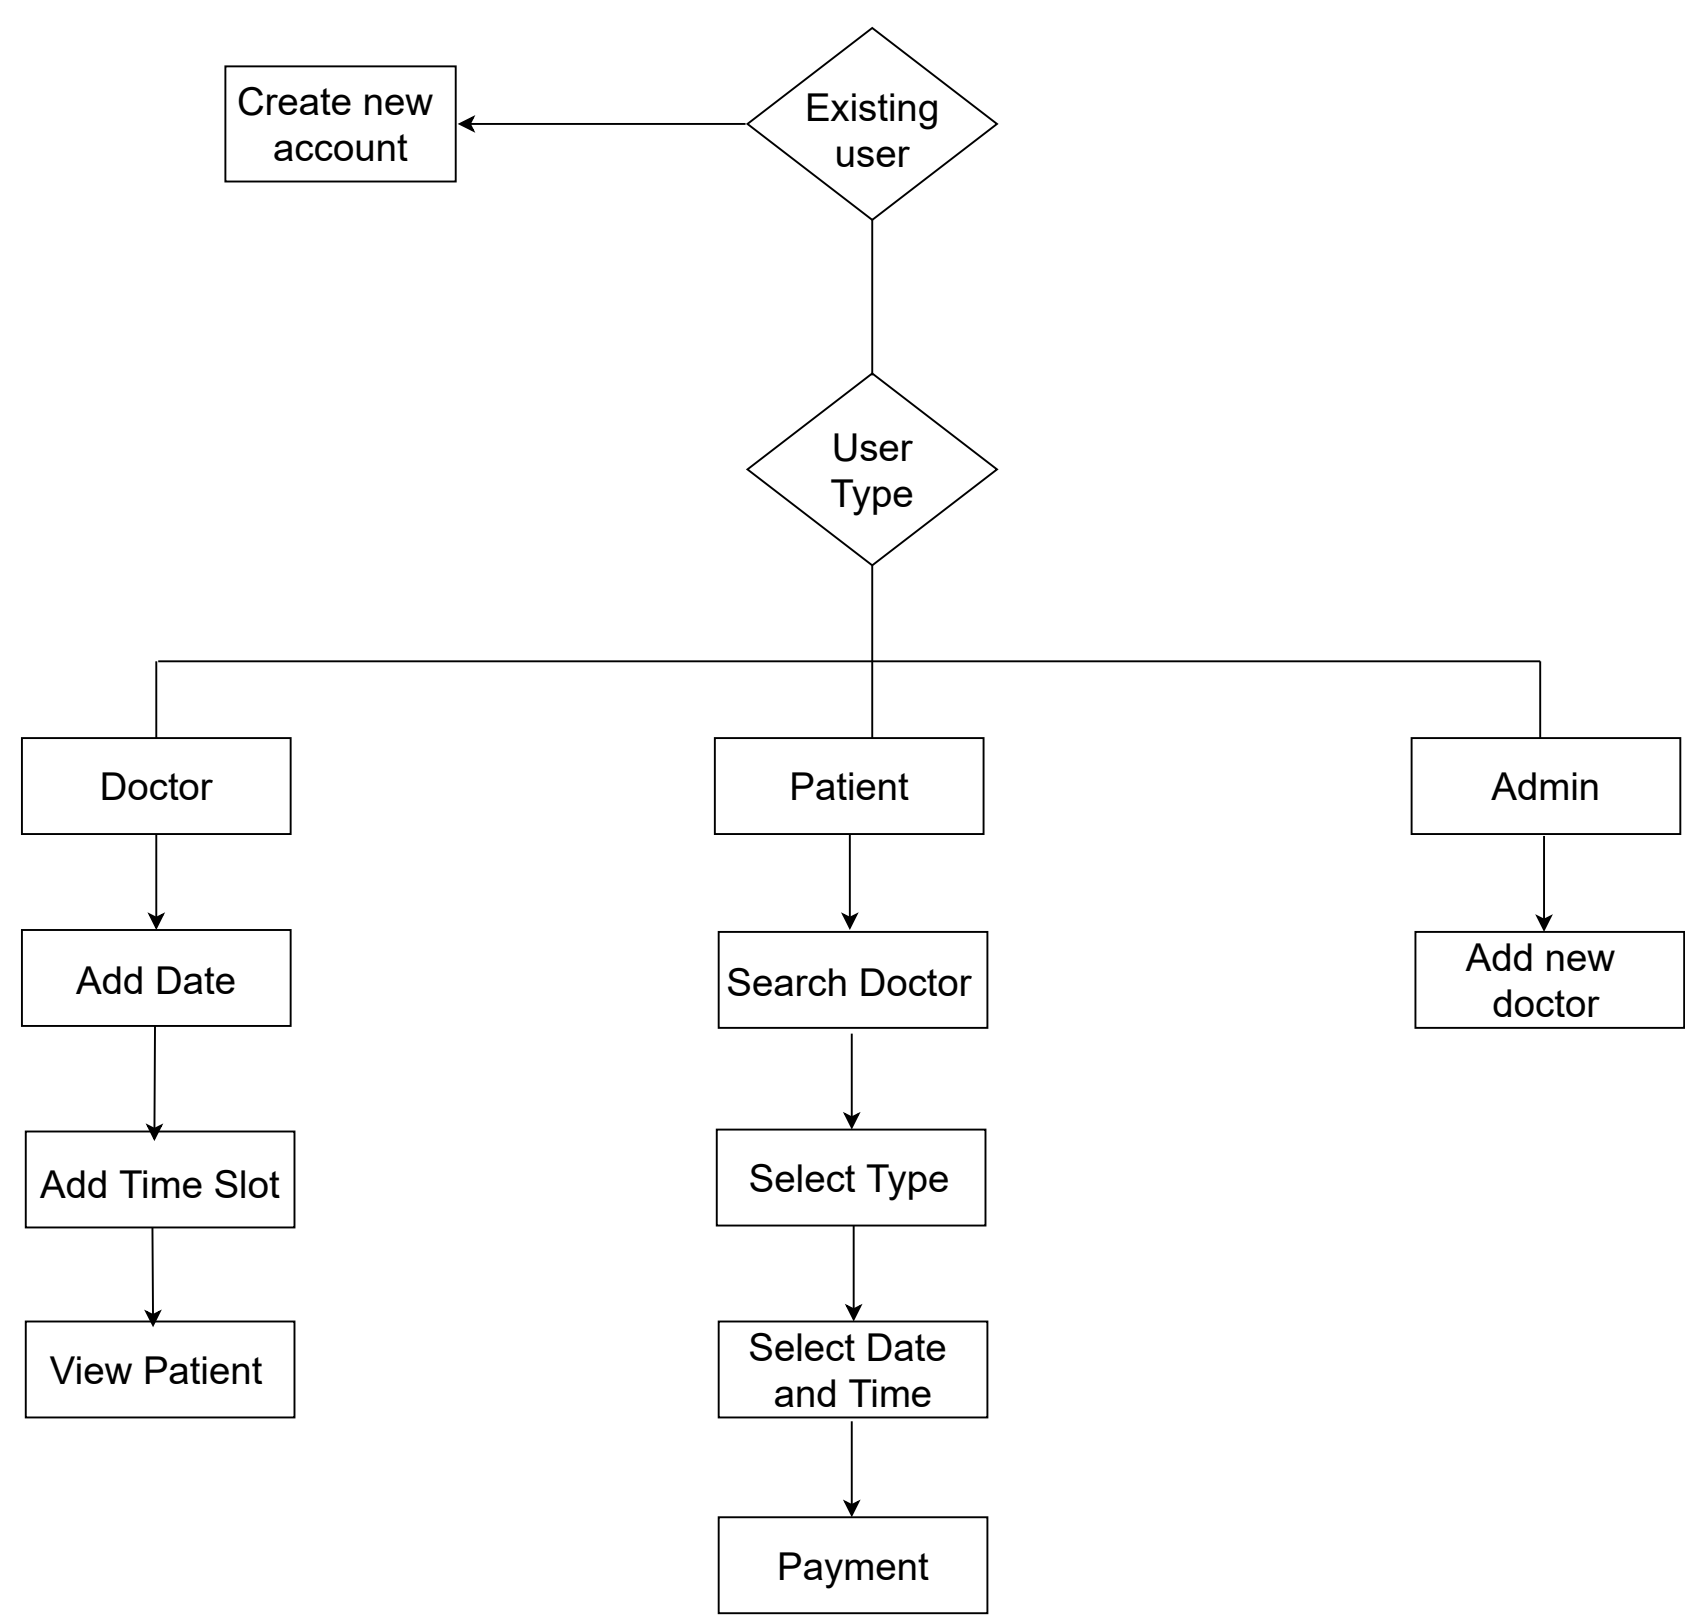 Existing
user
Create new
account
User
Type
Doctor
Patient
Admin
Add Date
Search Doctor
Add new
doctor
Add Time Slot
Select Type
View Patient
Select Date
and Time
Payment